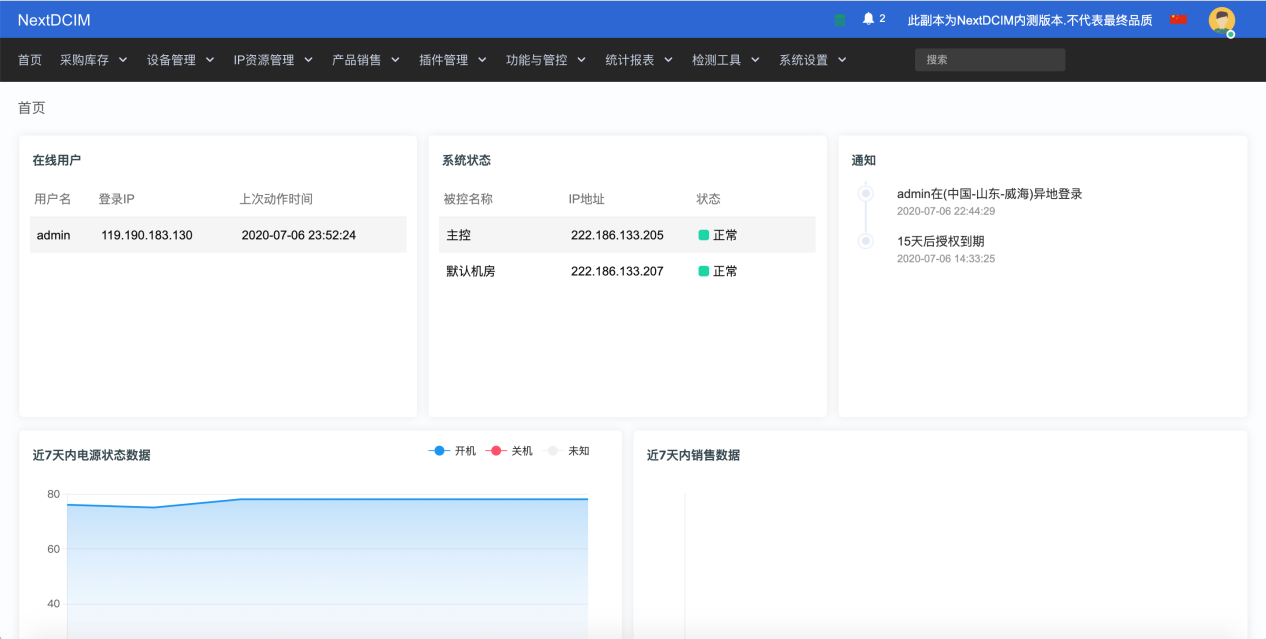 NextDCIM
2 此副本为NextDCIM内测版本.不代表最终品质
首页 采购库存 设备管理 IP资源管理 产品销售 插件管理 功能与管控 统计报表 检测工具 系统设置 搜索
首页
在线用户
用户名 登录IP 上次动作时间
admin 119.190.183.130 2020-07-06 23:52:24
系统状态
被控名称 IP地址 状态
主控 222.186.133.205 正常
默认机房 222.186.133.207 正常
通知
admin在(中国-山东-威海)异地登录
2020-07-06 22:44:29
15天后授权到期
2020-07-06 14:33:25
近7天内电源状态数据
开机 关机 未知
80
60
40
近7天内销售数据